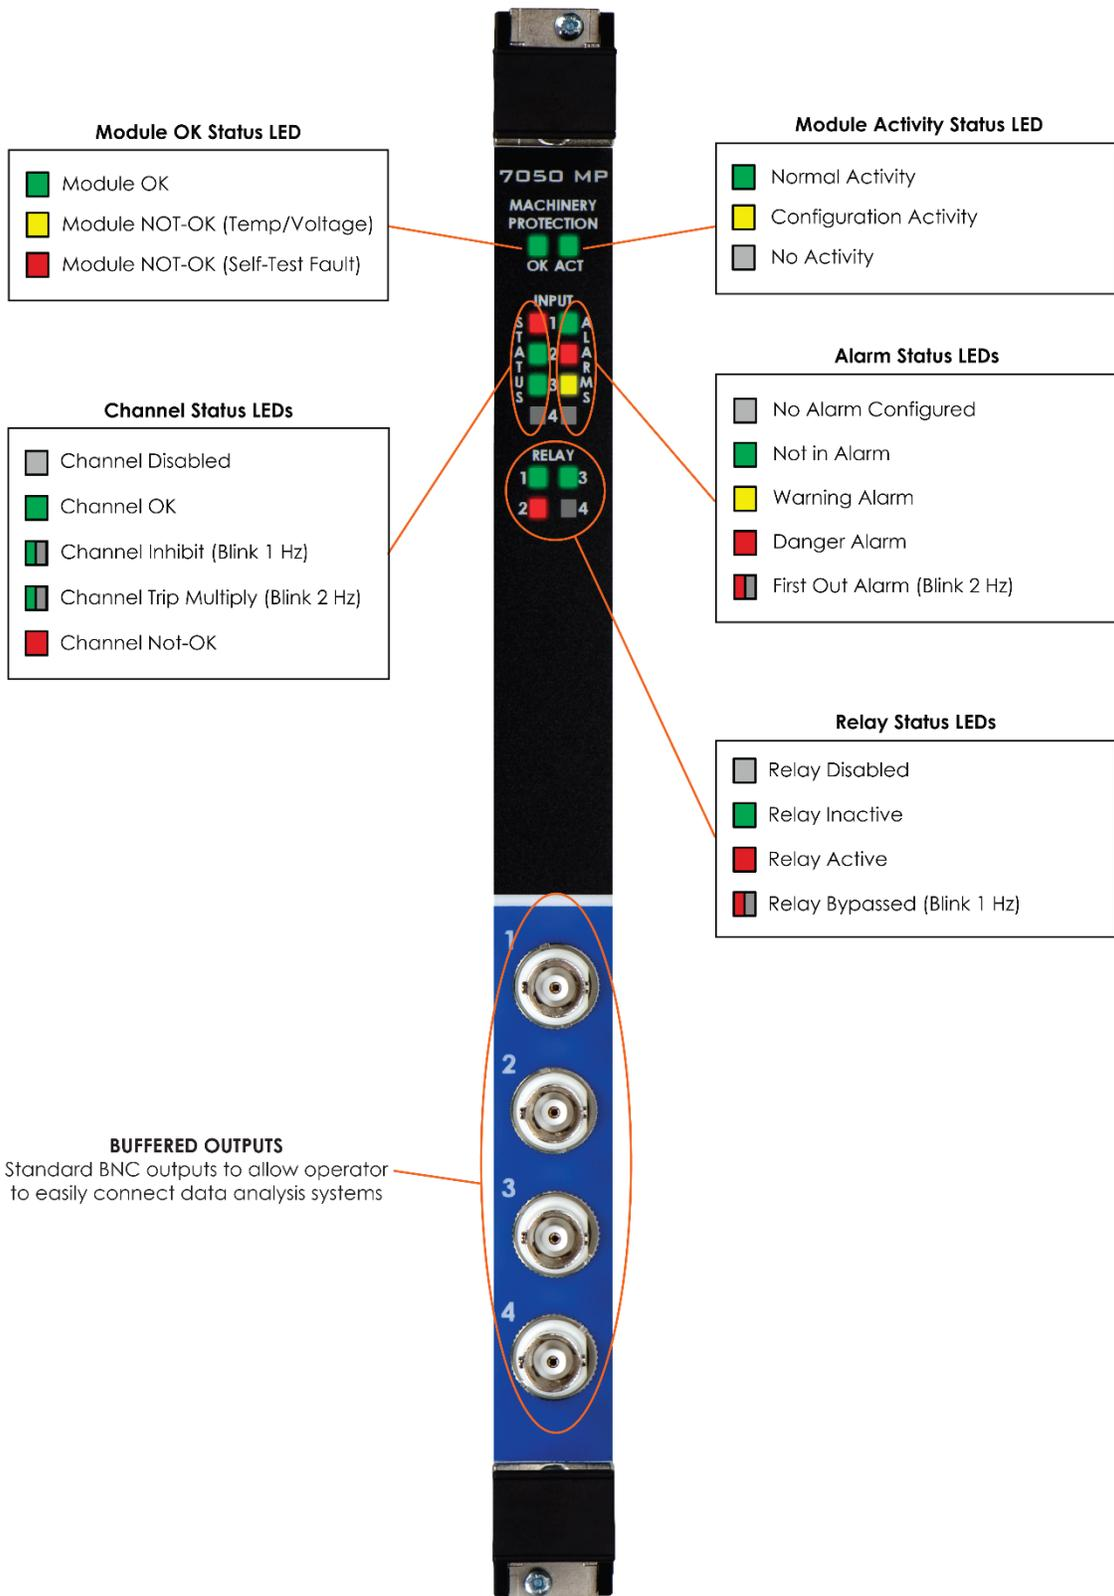 Module OK Status LED
Module OK
Module NOT-OK (Temp/Voltage)
Module NOT-OK (Self-Test Fault)
Module Activity Status LED
Normal Activity
Configuration Activity
No Activity
7050 MP
MACHINERY
PROTECTION
OK ACT
INPUT
STATUS
1
2
3
4
ALARMS
RELAY
1 3
2 4
Channel Status LEDs
Channel Disabled
Channel OK
Channel Inhibit (Blink 1 Hz)
Channel Trip Multiply (Blink 2 Hz)
Channel Not-OK
Alarm Status LEDs
No Alarm Configured
Not in Alarm
Warning Alarm
Danger Alarm
First Out Alarm (Blink 2 Hz)
Relay Status LEDs
Relay Disabled
Relay Inactive
Relay Active
Relay Bypassed (Blink 1 Hz)
1
2
3
4
BUFFERED OUTPUTS
Standard BNC outputs to allow operator
to easily connect data analysis systems